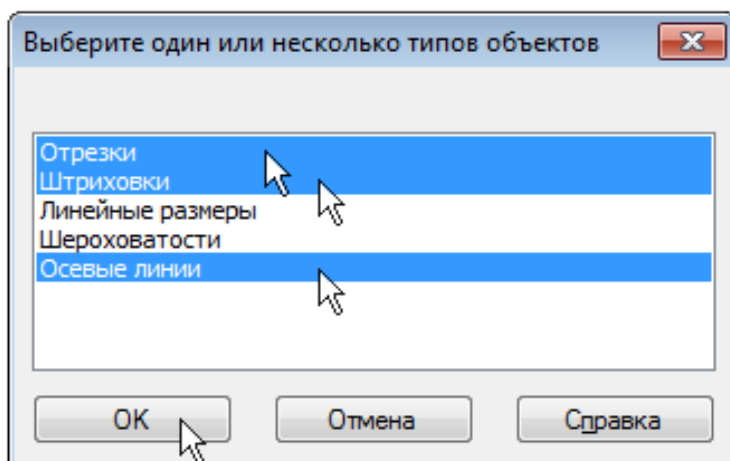 Выберите один или несколько типов объектов
Отрезки
Штриховки
Линейные размеры
Шероховатости
Осевые линии
OK Отмена Справка